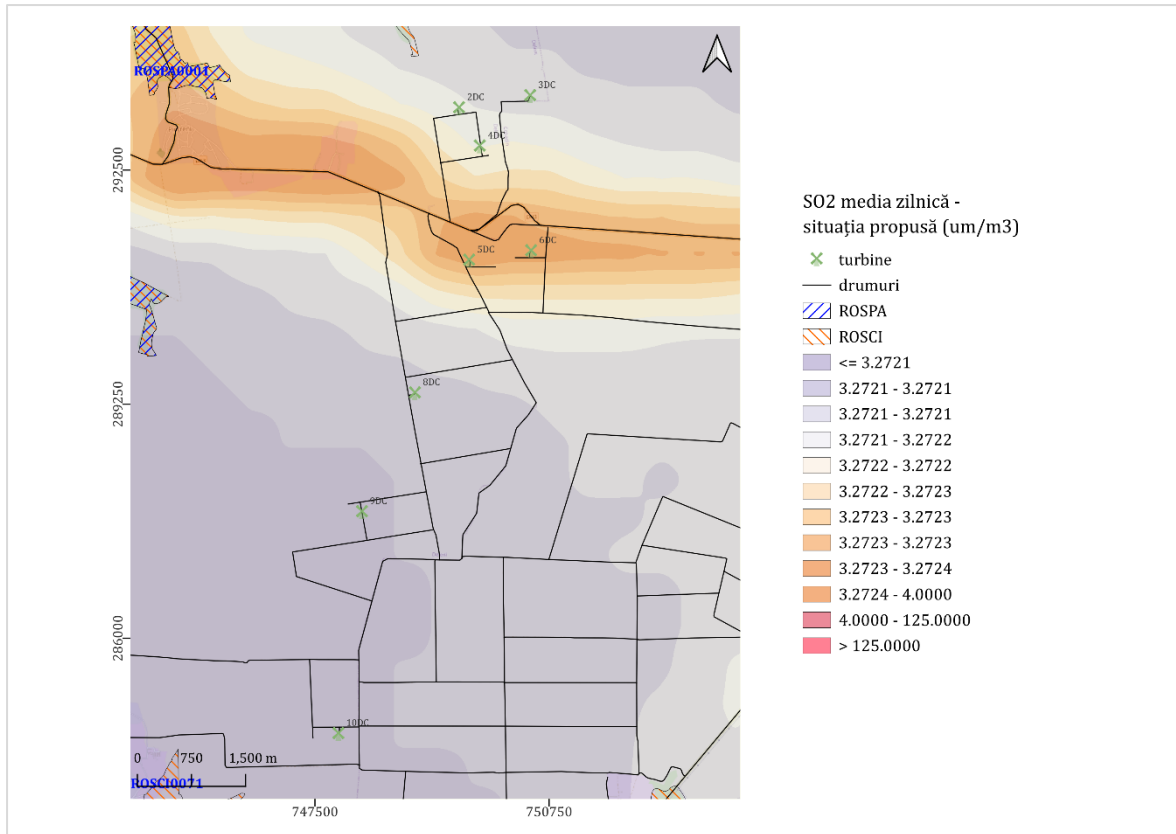 ROSPA0001
2DC
3DC
4DC
5DC
6DC
8DC
9DC
10DC
0 750 1,500 m
ROSCI0071
292500
289250
286000
747500 750750
SO2 media zilnică -
situația propusă (um/m3)
turbine
drumuri
ROSPA
ROSCI
<= 3.2721
3.2721 - 3.2721
3.2721 - 3.2721
3.2721 - 3.2722
3.2722 - 3.2722
3.2722 - 3.2723
3.2723 - 3.2723
3.2723 - 3.2723
3.2723 - 3.2724
3.2724 - 4.0000
4.0000 - 125.0000
> 125.0000